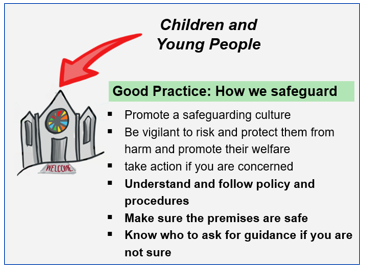 Children and
Young People
Good Practice: How we safeguard
▪ Promote a safeguarding culture
▪ Be vigilant to risk and protect them from
harm and promote their welfare
▪ take action if you are concerned
▪ Understand and follow policy and
procedures
▪ Make sure the premises are safe
▪ Know who to ask for guidance if you are
not sure
WELCOME